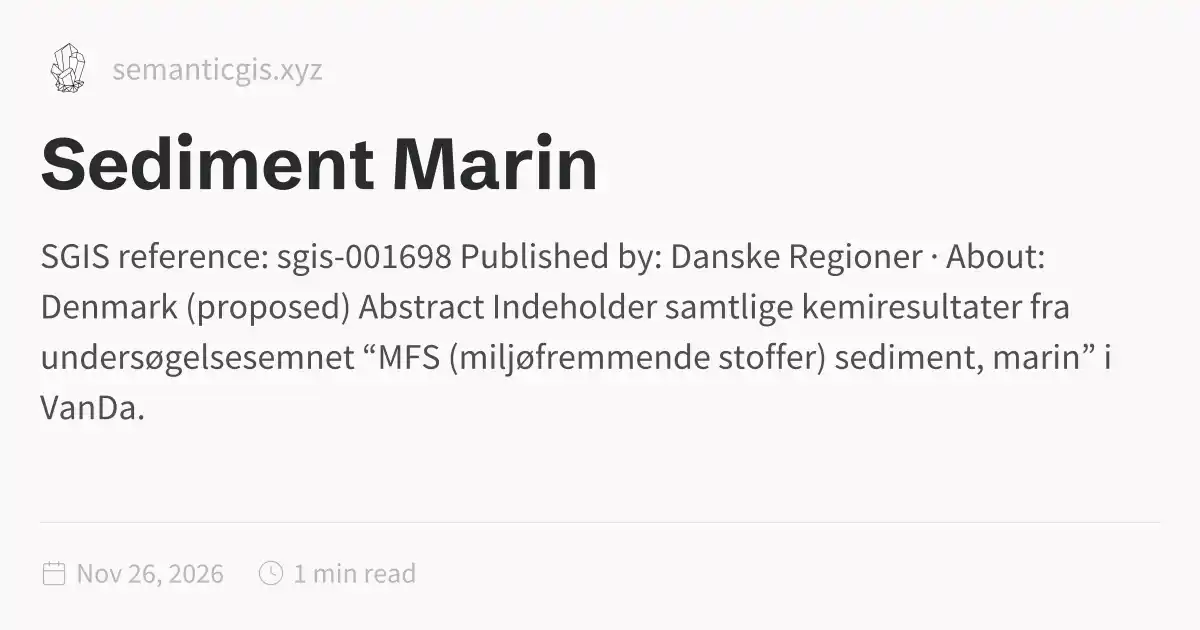 semanticgis.xyz
Sediment Marin
SGIS reference: sgis-001698 Published by: Danske Regioner · About:
Denmark (proposed) Abstract Indeholder samtlige kemiresultater fra
undersøgelsesemnet “MFS (miljøfremmende stoffer) sediment, marin” i
VanDa.
Nov 26, 2026
1 min read